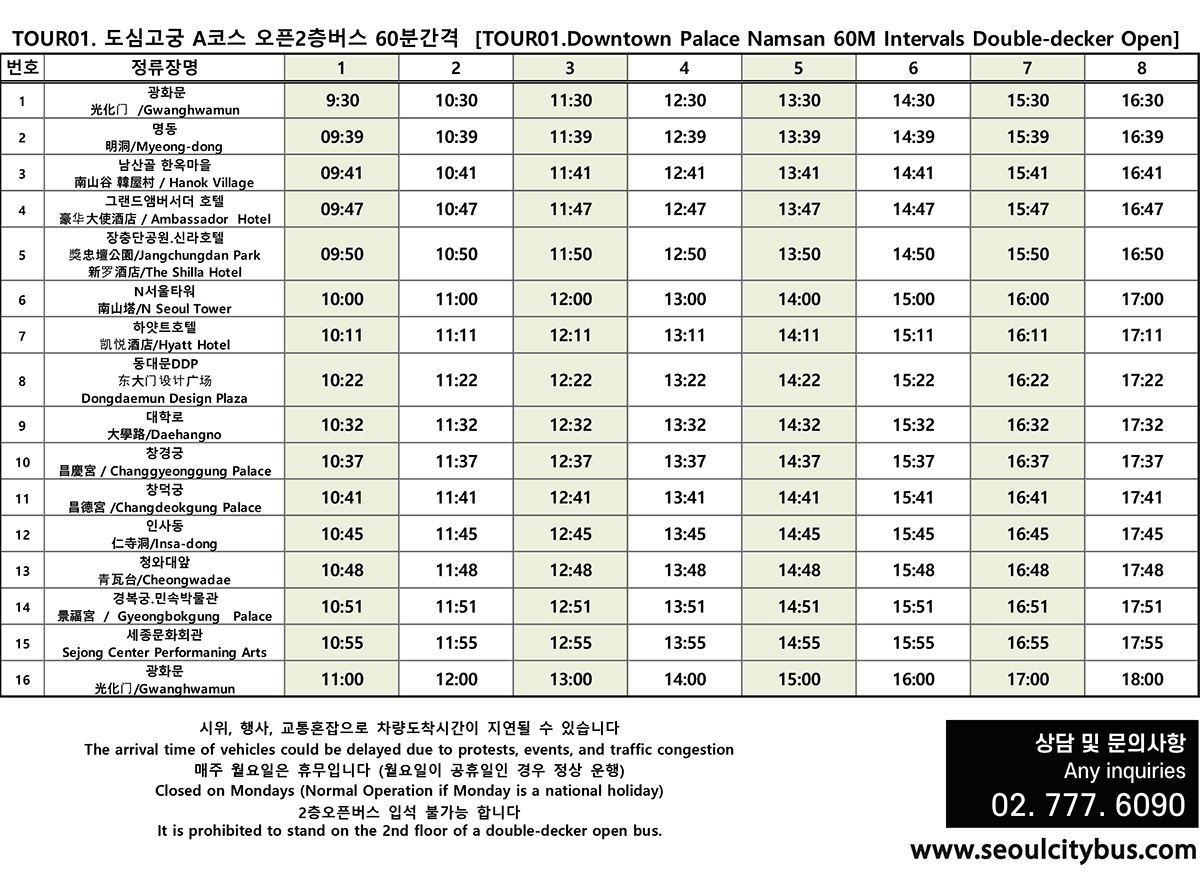 TOUR01. 도심고궁 A코스 오픈2층버스 60분간격 [TOUR01.Downtown Palace Namsan 60M Intervals Double-decker Open]
번호 정류장명 1 2 3 4 5 6 7 8
광화문
1 光化门 /Gwanghwamun 9:30 10:30 11:30 12:30 13:30 14:30 15:30 16:30
명동
2 明洞/Myeong-dong 09:39 10:39 11:39 12:39 13:39 14:39 15:39 16:39
남산골 한옥마을
3 南山谷 韓屋村 / Hanok Village 09:41 10:41 11:41 12:41 13:41 14:41 15:41 16:41
그랜드앰버서더 호텔
4 豪华大使酒店 / Ambassador Hotel 09:47 10:47 11:47 12:47 13:47 14:47 15:47 16:47
장충단공원.신라호텔
5 獎忠壇公園/Jangchungdan Park 09:50 10:50 11:50 12:50 13:50 14:50 15:50 16:50
新罗酒店/The Shilla Hotel
N서울타워
6 南山塔/N Seoul Tower 10:00 11:00 12:00 13:00 14:00 15:00 16:00 17:00
하얏트호텔
7 凯悦酒店/Hyatt Hotel 10:11 11:11 12:11 13:11 14:11 15:11 16:11 17:11
동대문DDP
8 东大门设计广场 10:22 11:22 12:22 13:22 14:22 15:22 16:22 17:22
Dongdaemun Design Plaza
대학로
9 大學路/Daehangno 10:32 11:32 12:32 13:32 14:32 15:32 16:32 17:32
창경궁
10 昌慶宮 / Changgyeonggung Palace 10:37 11:37 12:37 13:37 14:37 15:37 16:37 17:37
창덕궁
11 昌德宮 /Changdeokgung Palace 10:41 11:41 12:41 13:41 14:41 15:41 16:41 17:41
인사동
12 仁寺洞/Insa-dong 10:45 11:45 12:45 13:45 14:45 15:45 16:45 17:45
청와대앞
13 青瓦台/Cheongwadae 10:48 11:48 12:48 13:48 14:48 15:48 16:48 17:48
경복궁.민속박물관
14 景福宮 / Gyeongbokgung Palace 10:51 11:51 12:51 13:51 14:51 15:51 16:51 17:51
세종문화회관
15 Sejong Center Performaning Arts 10:55 11:55 12:55 13:55 14:55 15:55 16:55 17:55
광화문
16 光化门/Gwanghwamun 11:00 12:00 13:00 14:00 15:00 16:00 17:00 18:00
시위, 행사, 교통혼잡으로 차량도착시간이 지연될 수 있습니다
The arrival time of vehicles could be delayed due to protests, events, and traffic congestion
매주 월요일은 휴무입니다 (월요일이 공휴일인 경우 정상 운행)
Closed on Mondays (Normal Operation if Monday is a national holiday)
2층오픈버스 입석 불가능 합니다
It is prohibited to stand on the 2nd floor of a double-decker open bus.
상담 및 문의사항
Any inquiries
02. 777. 6090
www.seoulcitybus.com